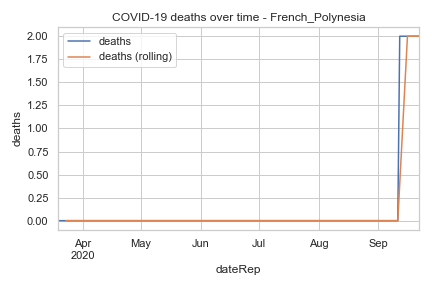 COVID-19 deaths over time - French_Polynesia
deaths
deaths (rolling)
2.00
1.75
1.50
1.25
1.00
0.75
0.50
0.25
0.00
deaths
Apr May Jun Jul Aug Sep
2020
dateRep